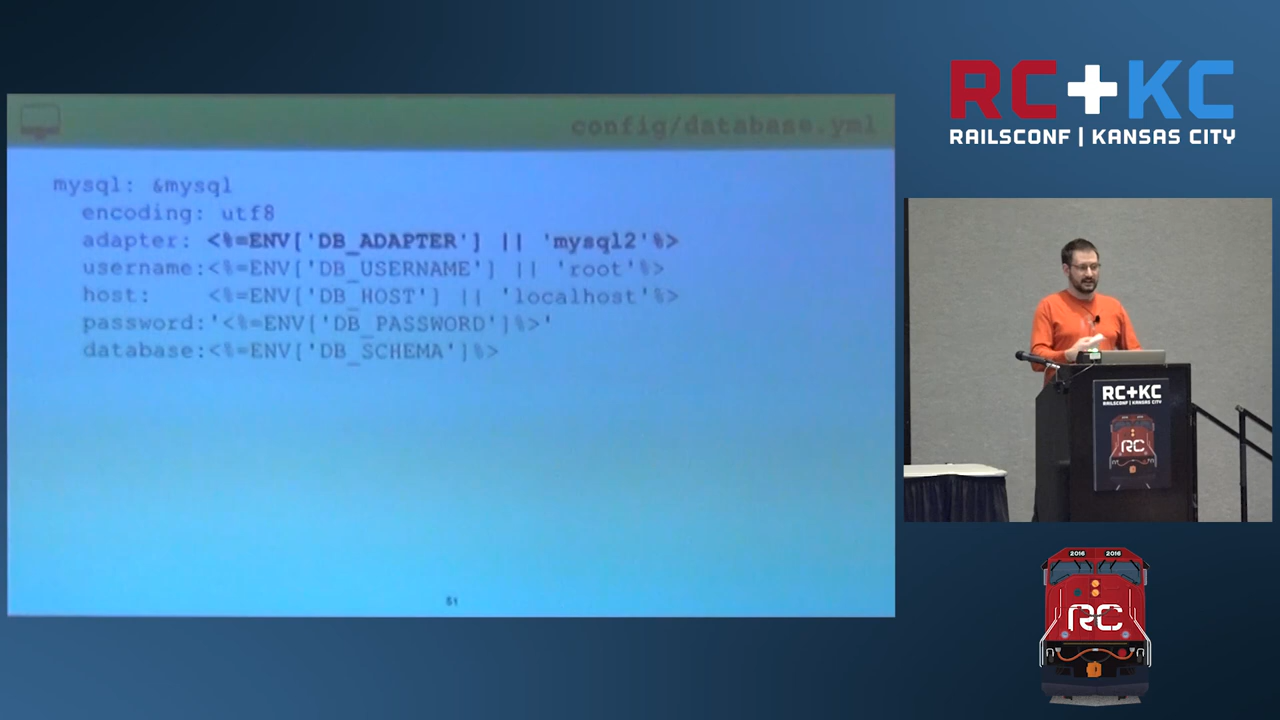 config/database.yml
mysql: &mysql
encoding: utf8
adapter: <%=ENV['DB_ADAPTER'] || 'mysql2'%>
username:<%=ENV['DB_USERNAME'] || 'root'%>
host: <%=ENV['DB_HOST'] || 'localhost'%>
password:'<%=ENV['DB_PASSWORD']%>'
database:<%=ENV['DB_SCHEMA']%>
51
RC+KC
RAILSCONF | KANSAS CITY
RC+KC
RAILSCONF | KANSAS CITY
RC
2016 2016
RC